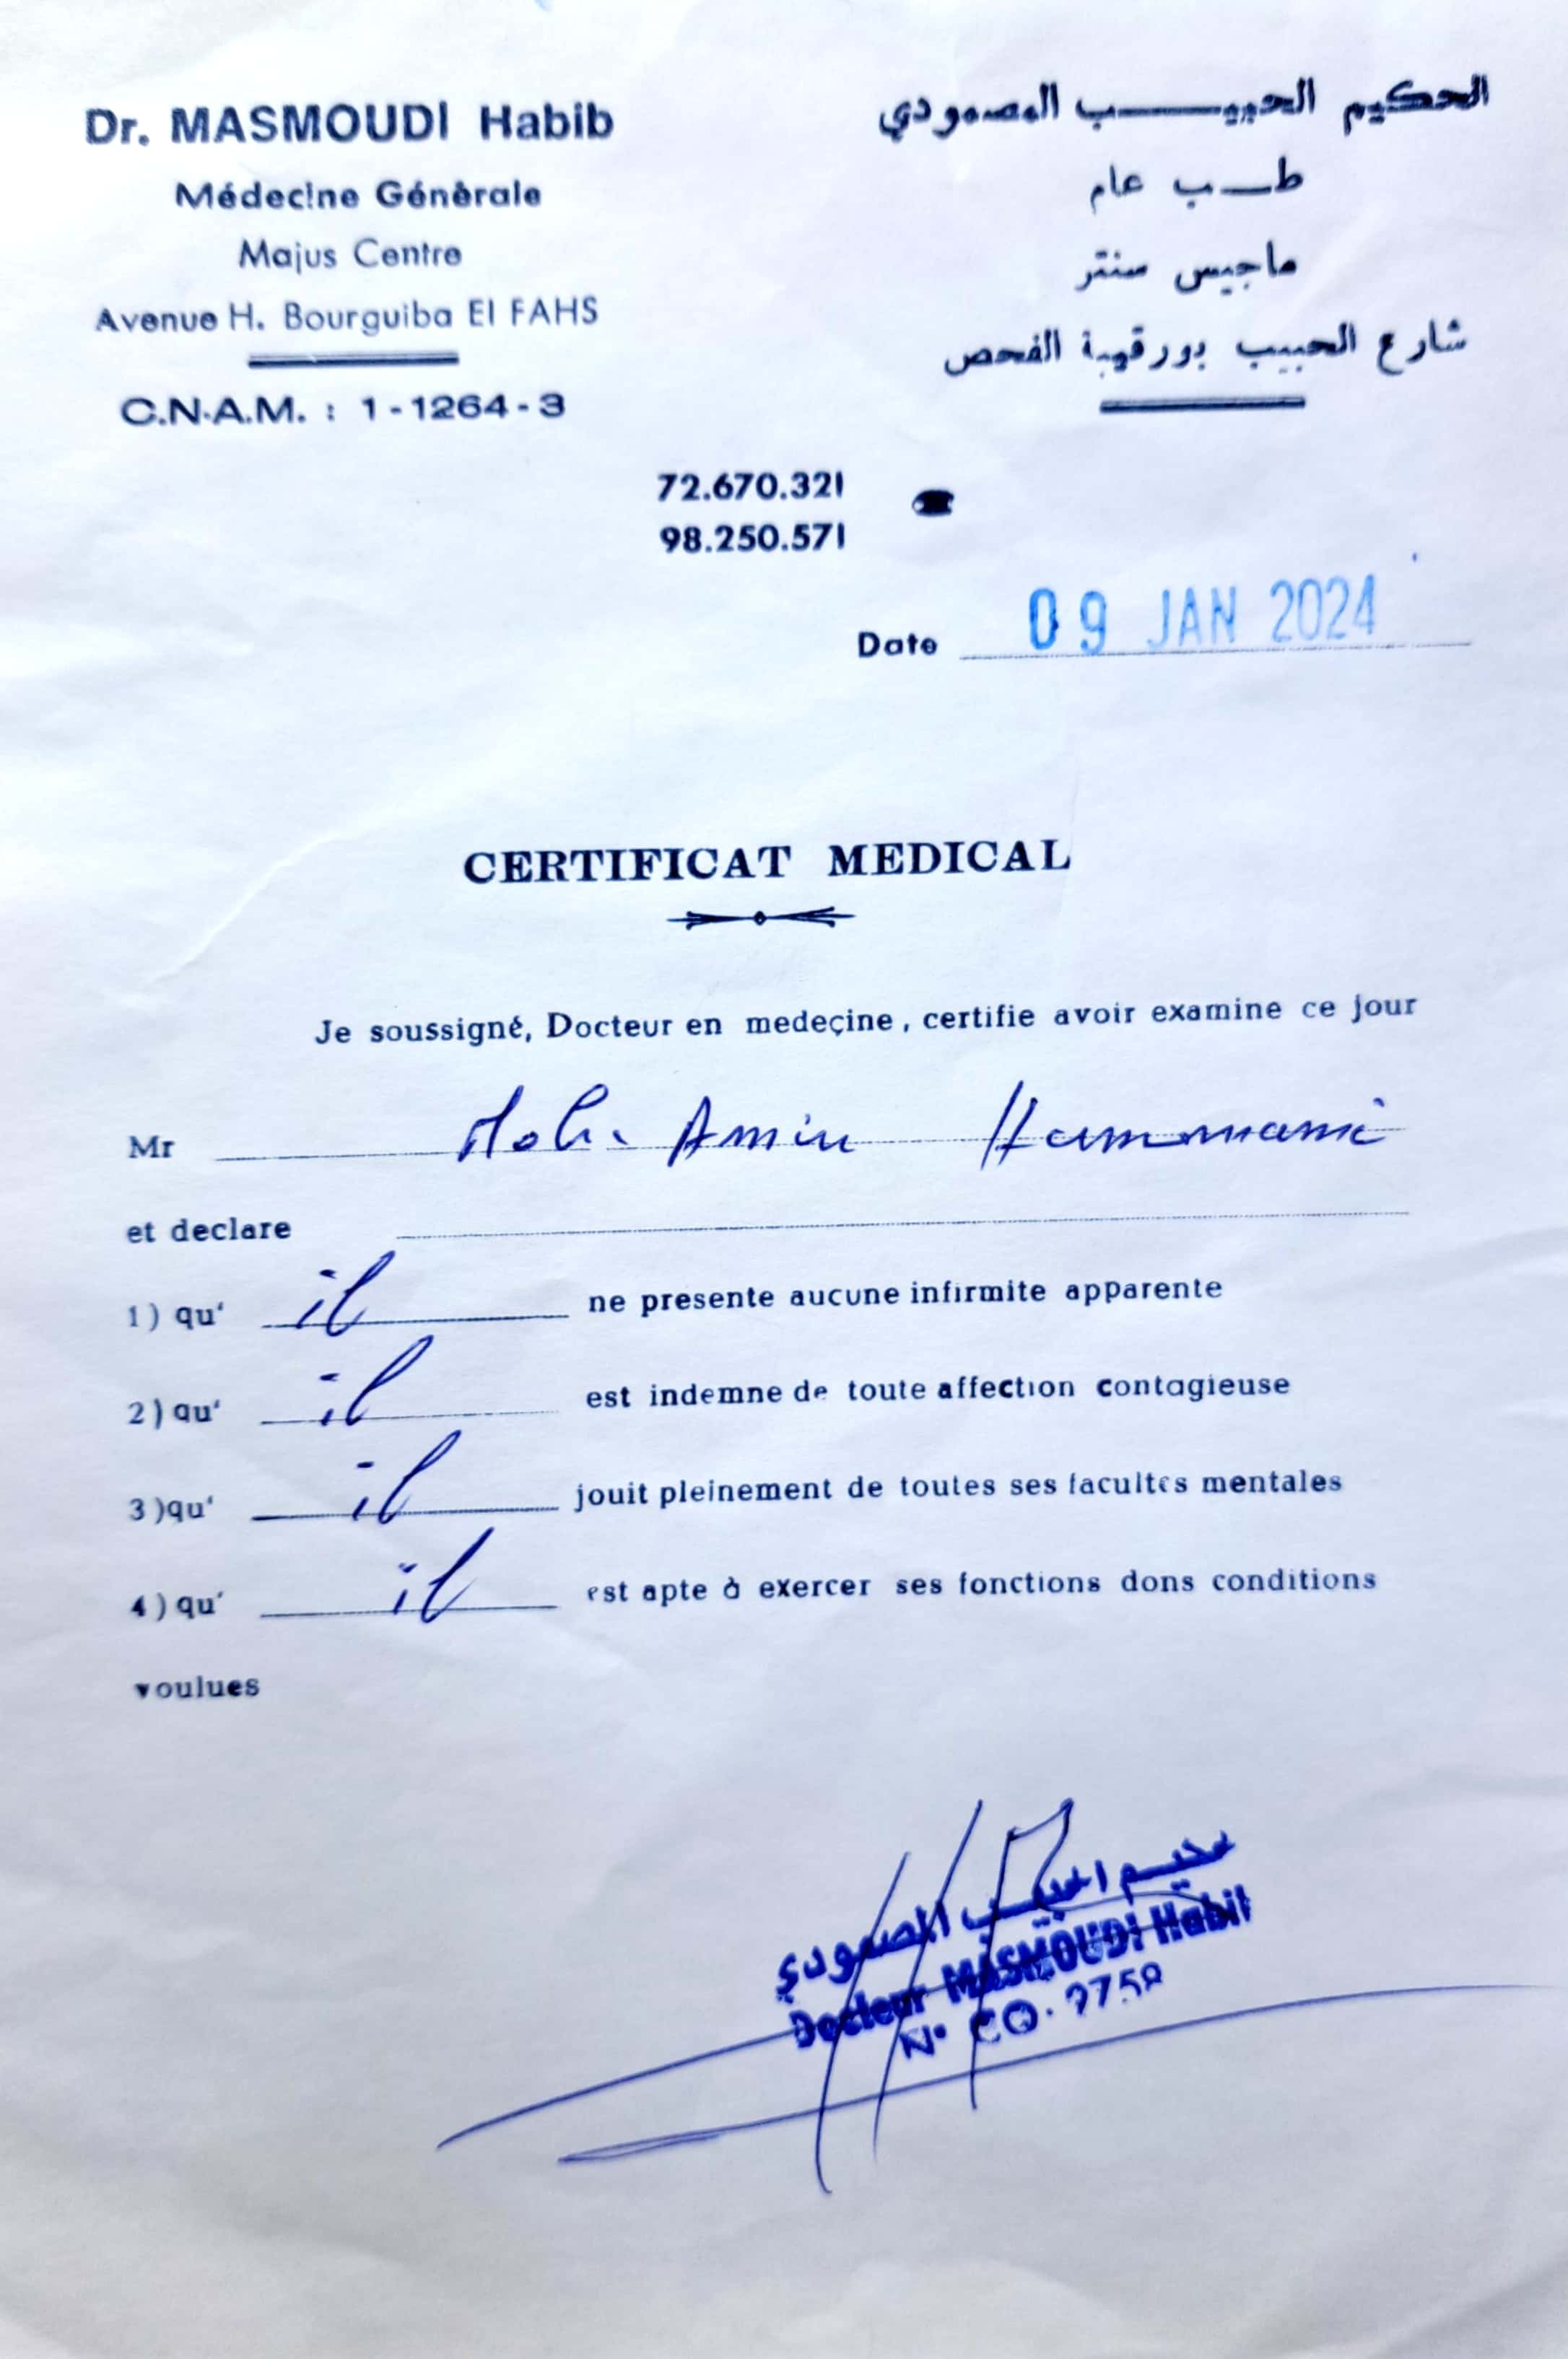 Dr. MASMOUDI Habib
Médecine Générale
Majus Centre
Avenue H. Bourguiba El FAHS
C.N.A.M. : 1-1264-3
الحكيم الحبيب المصمودي
طب عام
ماجيس سنتر
شارع الحبيب بورقيبة الفحص
72.670.321
98.250.571
Date 09 JAN 2024
CERTIFICAT MEDICAL
Je soussigné, Docteur en medeçine, certifie avoir examine ce jour
Mr Amin Hammami
et declare
1) qu' il ne presente aucune infirmite apparente
2) qu' il est indemne de toute affection contagieuse
3) qu' il jouit pleinement de toutes ses facultes mentales
4) qu' il est apte à exercer ses fonctions dons conditions
voulues
الحبيب المصمودي
Docteur MASMOUDI Habib
N° CO.